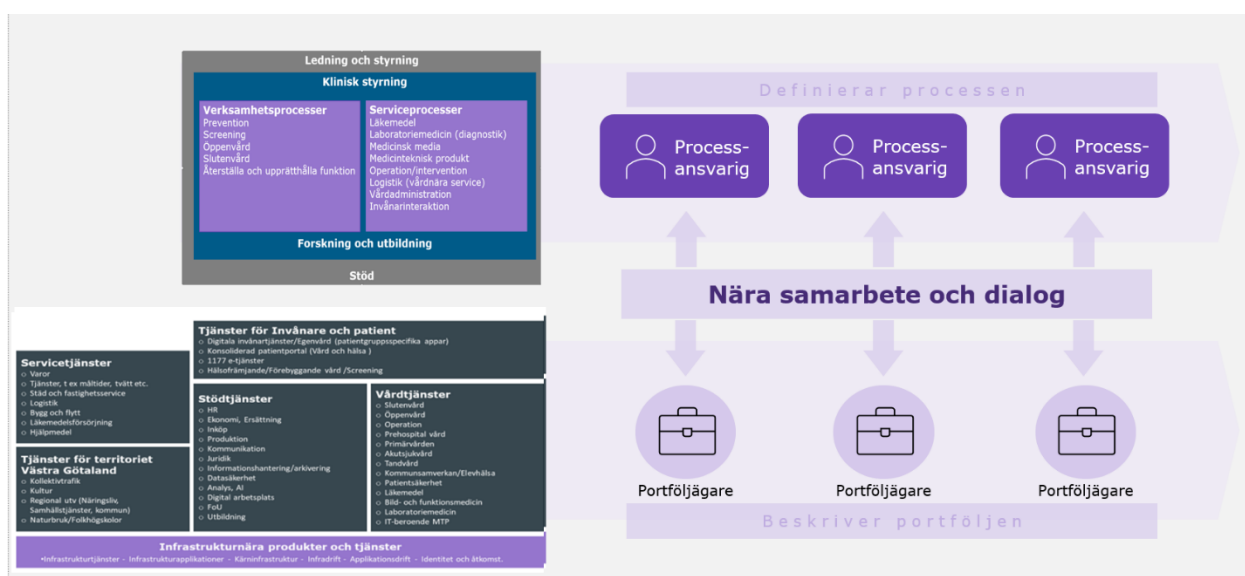 Ledning och styrning
Klinisk styrning
Verksamhetsprocesser
Prevention
Screening
Öppenvård
Slutenvård
Återställa och upprätthålla funktion
Serviceprocesser
Läkemedel
Laboratoriemedicin (diagnostik)
Medicinsk media
Medicinteknisk produkt
Operation/intervention
Logistik (vårdnära service)
Vårdadministration
Invånarinteraktion
Forskning och utbildning
Stöd
Definierar processen
Process-
ansvarig
Process-
ansvarig
Process-
ansvarig
Nära samarbete och dialog
Portföljägare
Portföljägare
Portföljägare
Beskriver portföljen
Tjänster för Invånare och patient
o Digitala invånartjänster/Egenvård (patientgruppsspecifika appar)
o Konsoliderad patientportal (Vård och hälsa )
o 1177 e-tjänster
o Hälsofrämjande/Förebyggande vård /Screening
Servicetjänster
o Varor
o Tjänster, t ex måltider, tvätt etc.
o Städ och fastighetsservice
o Logistik
o Bygg och flytt
o Läkemedelsförsörjning
o Hjälpmedel
Tjänster för territoriet
Västra Götaland
o Kollektivtrafik
o Kultur
o Regional utv (Näringsliv,
Samhällstjänster, kommun)
o Naturbruk/Folkhögskolor
Stödtjänster
o HR
o Ekonomi, Ersättning
o Inköp
o Produktion
o Kommunikation
o Juridik
o Informationshantering/arkivering
o Datasäkerhet
o Analys, AI
o Digital arbetsplats
o FoU
o Utbildning
Vårdtjänster
o Slutenvård
o Öppenvård
o Operation
o Prehospital vård
o Primärvården
o Akutsjukvård
o Tandvård
o Kommunsamverkan/Elevhälsa
o Patientsäkerhet
o Läkemedel
o Bild- och funktionsmedicin
o Laboratoriemedicin
o IT-beroende MTP
Infrastrukturnära produkter och tjänster
•Infrastrukturtjänster - Infrastrukturapplikationer - Kärninfrastruktur - Infradrift - Applikationsdrift - Identitet och åtkomst.